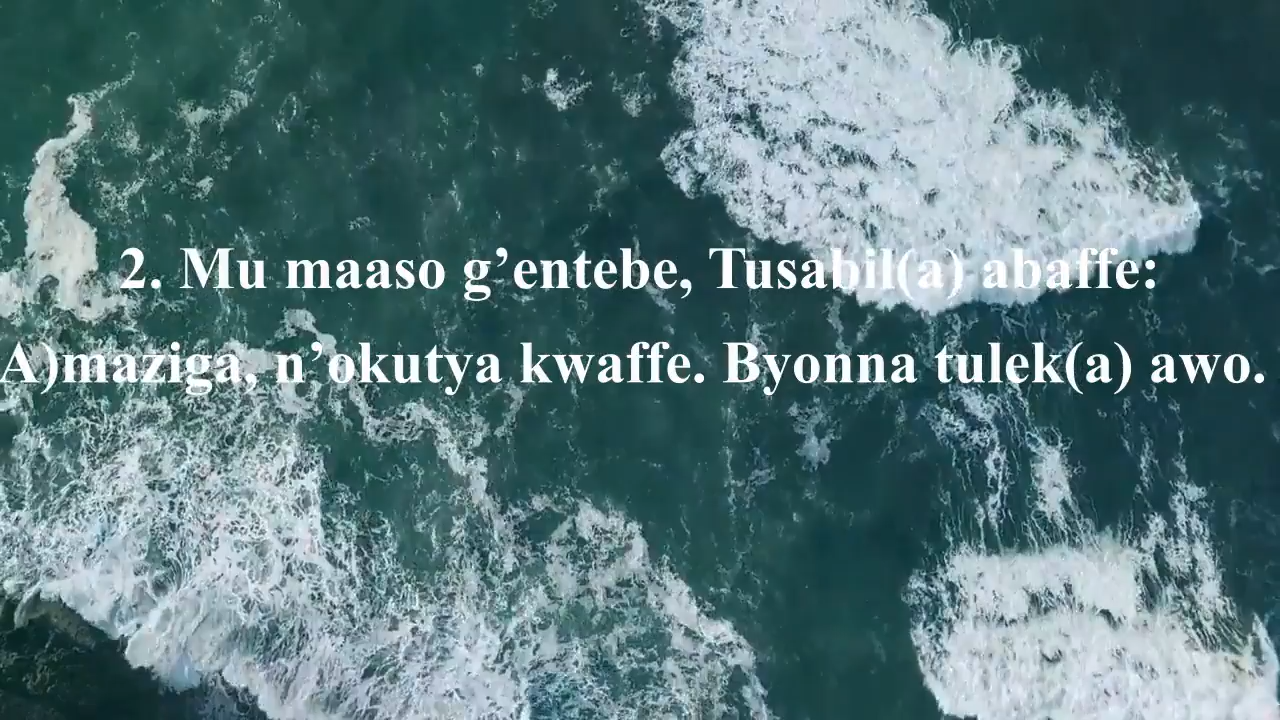 2. Mu maaso g’entebe, Tusabil(a) abaffe:
A)maziga, n’okutya kwaffe. Byonna tulek(a) awo.